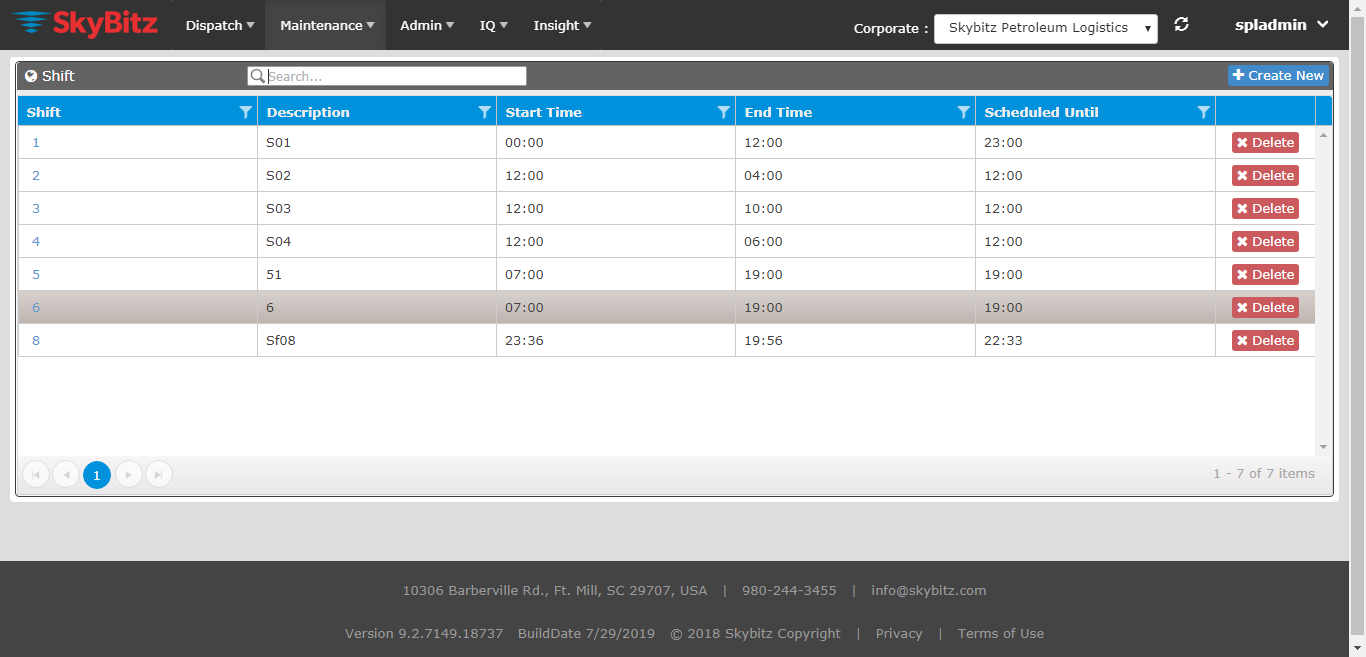 SkyBitz Dispatch Maintenance Admin IQ Insight Corporate : Skybitz Petroleum Logistics spladmin
Shift Search... Create New
Shift Description Start Time End Time Scheduled Until
1 S01 00:00 12:00 23:00 Delete
2 S02 12:00 04:00 12:00 Delete
3 S03 12:00 10:00 12:00 Delete
4 S04 12:00 06:00 12:00 Delete
5 51 07:00 19:00 19:00 Delete
6 6 07:00 19:00 19:00 Delete
8 Sf08 23:36 19:56 22:33 Delete
1 1 - 7 of 7 items
10306 Barberville Rd., Ft. Mill, SC 29707, USA | 980-244-3455 | info@skybitz.com
Version 9.2.7149.18737 BuildDate 7/29/2019 © 2018 Skybitz Copyright | Privacy | Terms of Use